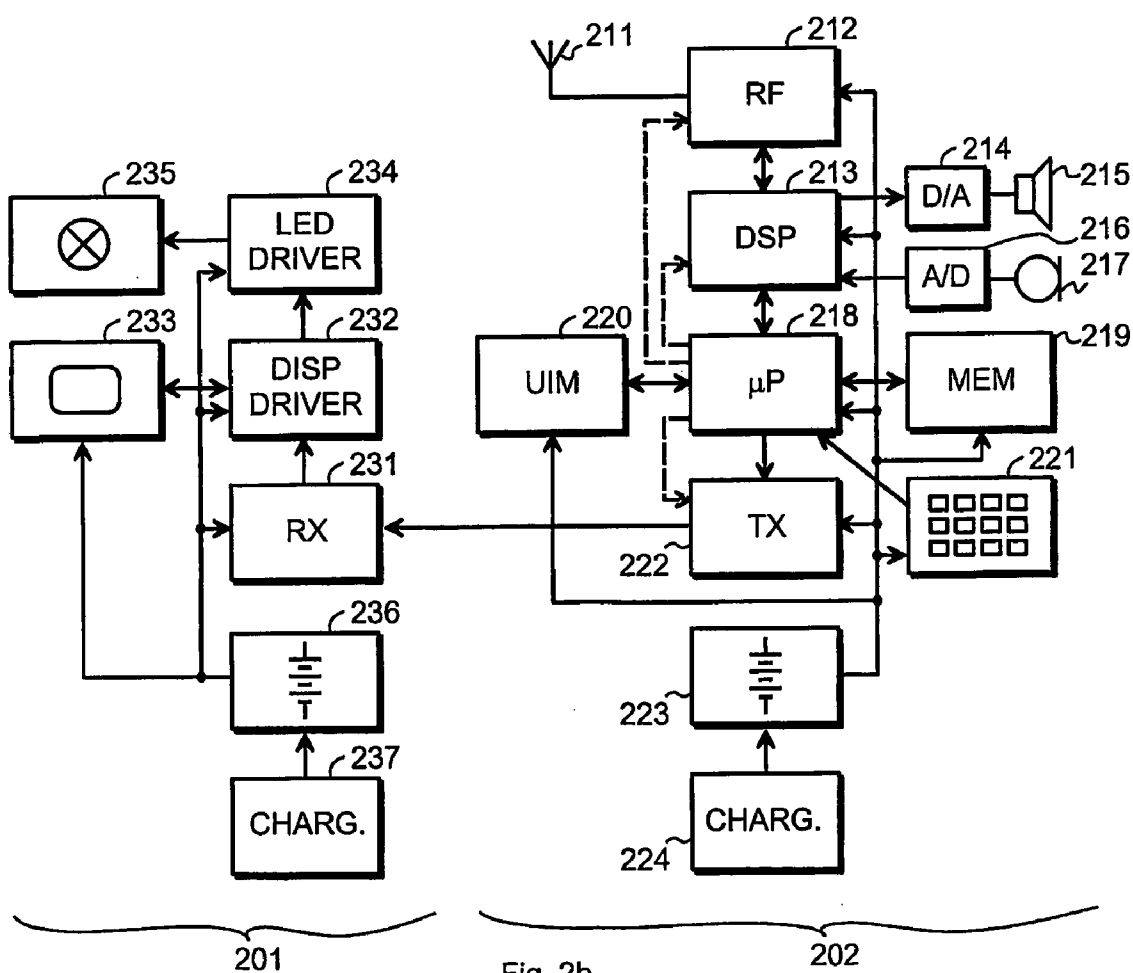 211
212
RF
235
234
LED
DRIVER
213
DSP
214
D/A
215
216
A/D
217
233
232
DISP
DRIVER
220
UIM
218
µP
219
MEM
231
RX
TX
222
221
236
223
237
CHARG.
CHARG.
224
201
202
Fig. 2b